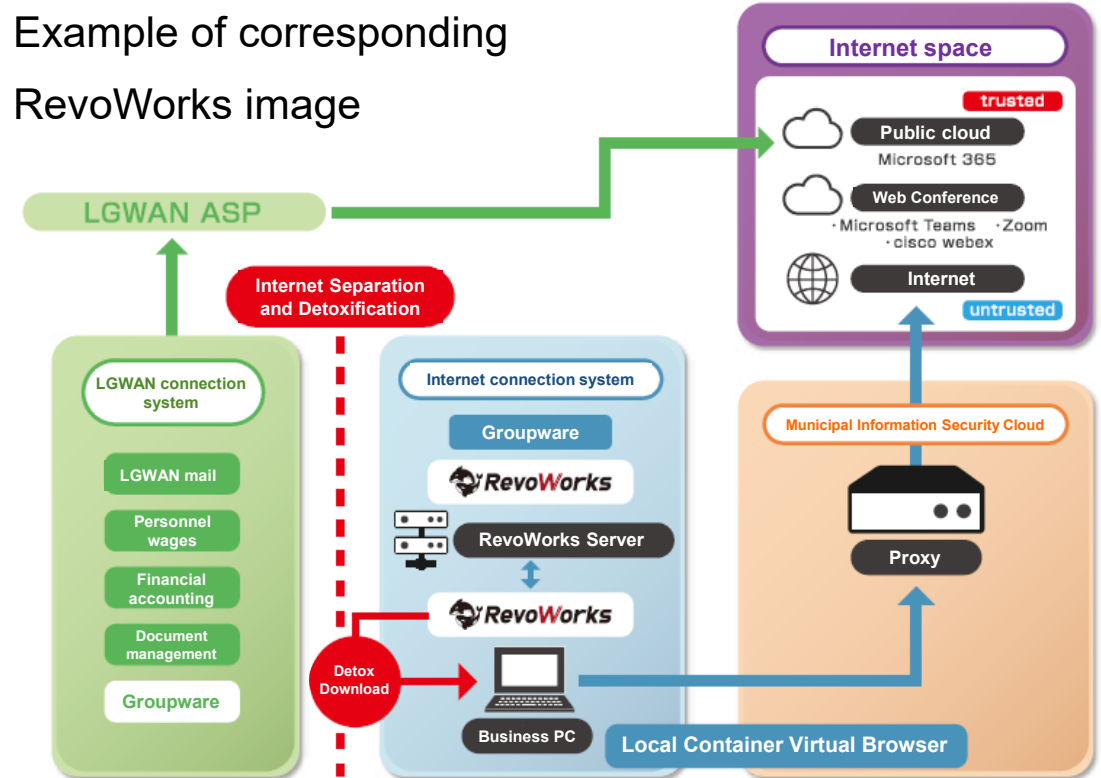 Example of corresponding
RevoWorks image
Internet space
trusted
Public cloud
Microsoft 365
Web Conference
・Microsoft Teams ・Zoom
・cisco webex
Internet
untrusted
LGWAN ASP
Internet Separation
and Detoxification
LGWAN connection
system
LGWAN mail
Personnel
wages
Financial
accounting
Document
management
Groupware
Internet connection system
Groupware
RevoWorks
RevoWorks Server
RevoWorks
Detox
Download
Business PC
Local Container Virtual Browser
Municipal Information Security Cloud
Proxy